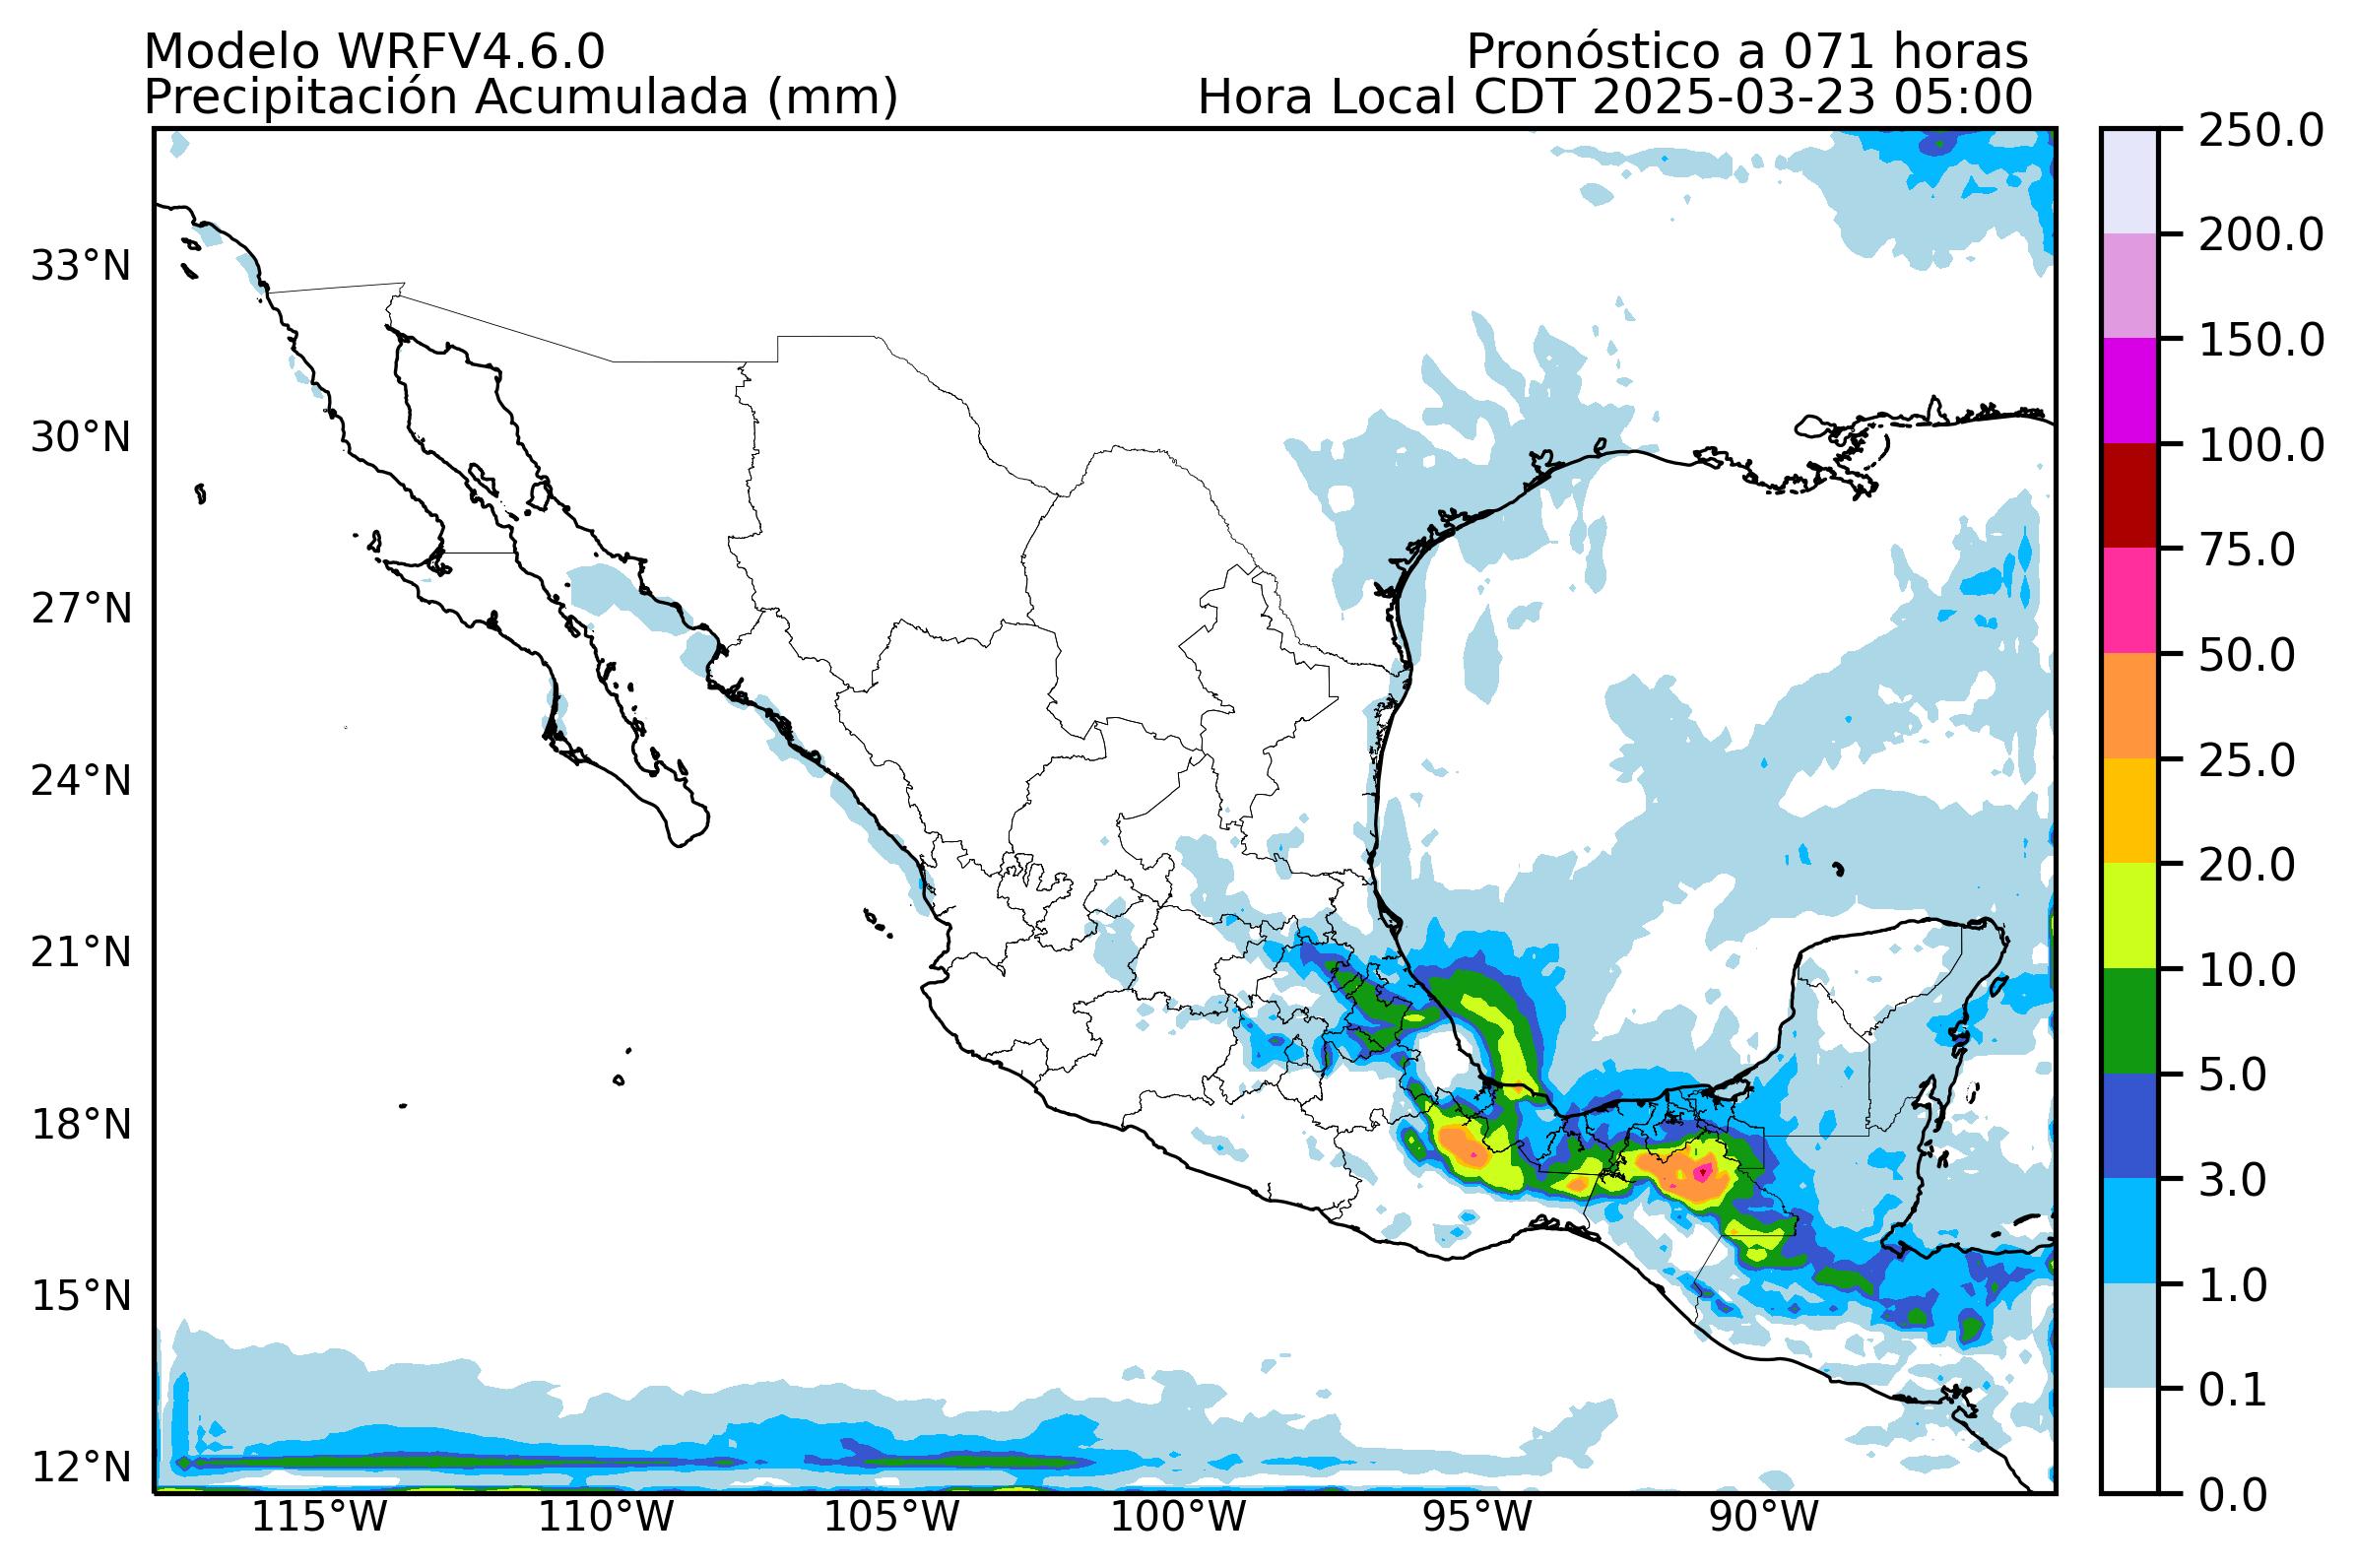 Modelo WRFV4.6.0
Pronóstico a 071 horas
Precipitación Acumulada (mm)
Hora Local CDT 2025-03-23 05:00
33°N
30°N
27°N
24°N
21°N
18°N
15°N
12°N
115°W
110°W
105°W
100°W
95°W
90°W
250.0
200.0
150.0
100.0
75.0
50.0
25.0
20.0
10.0
5.0
3.0
1.0
0.1
0.0